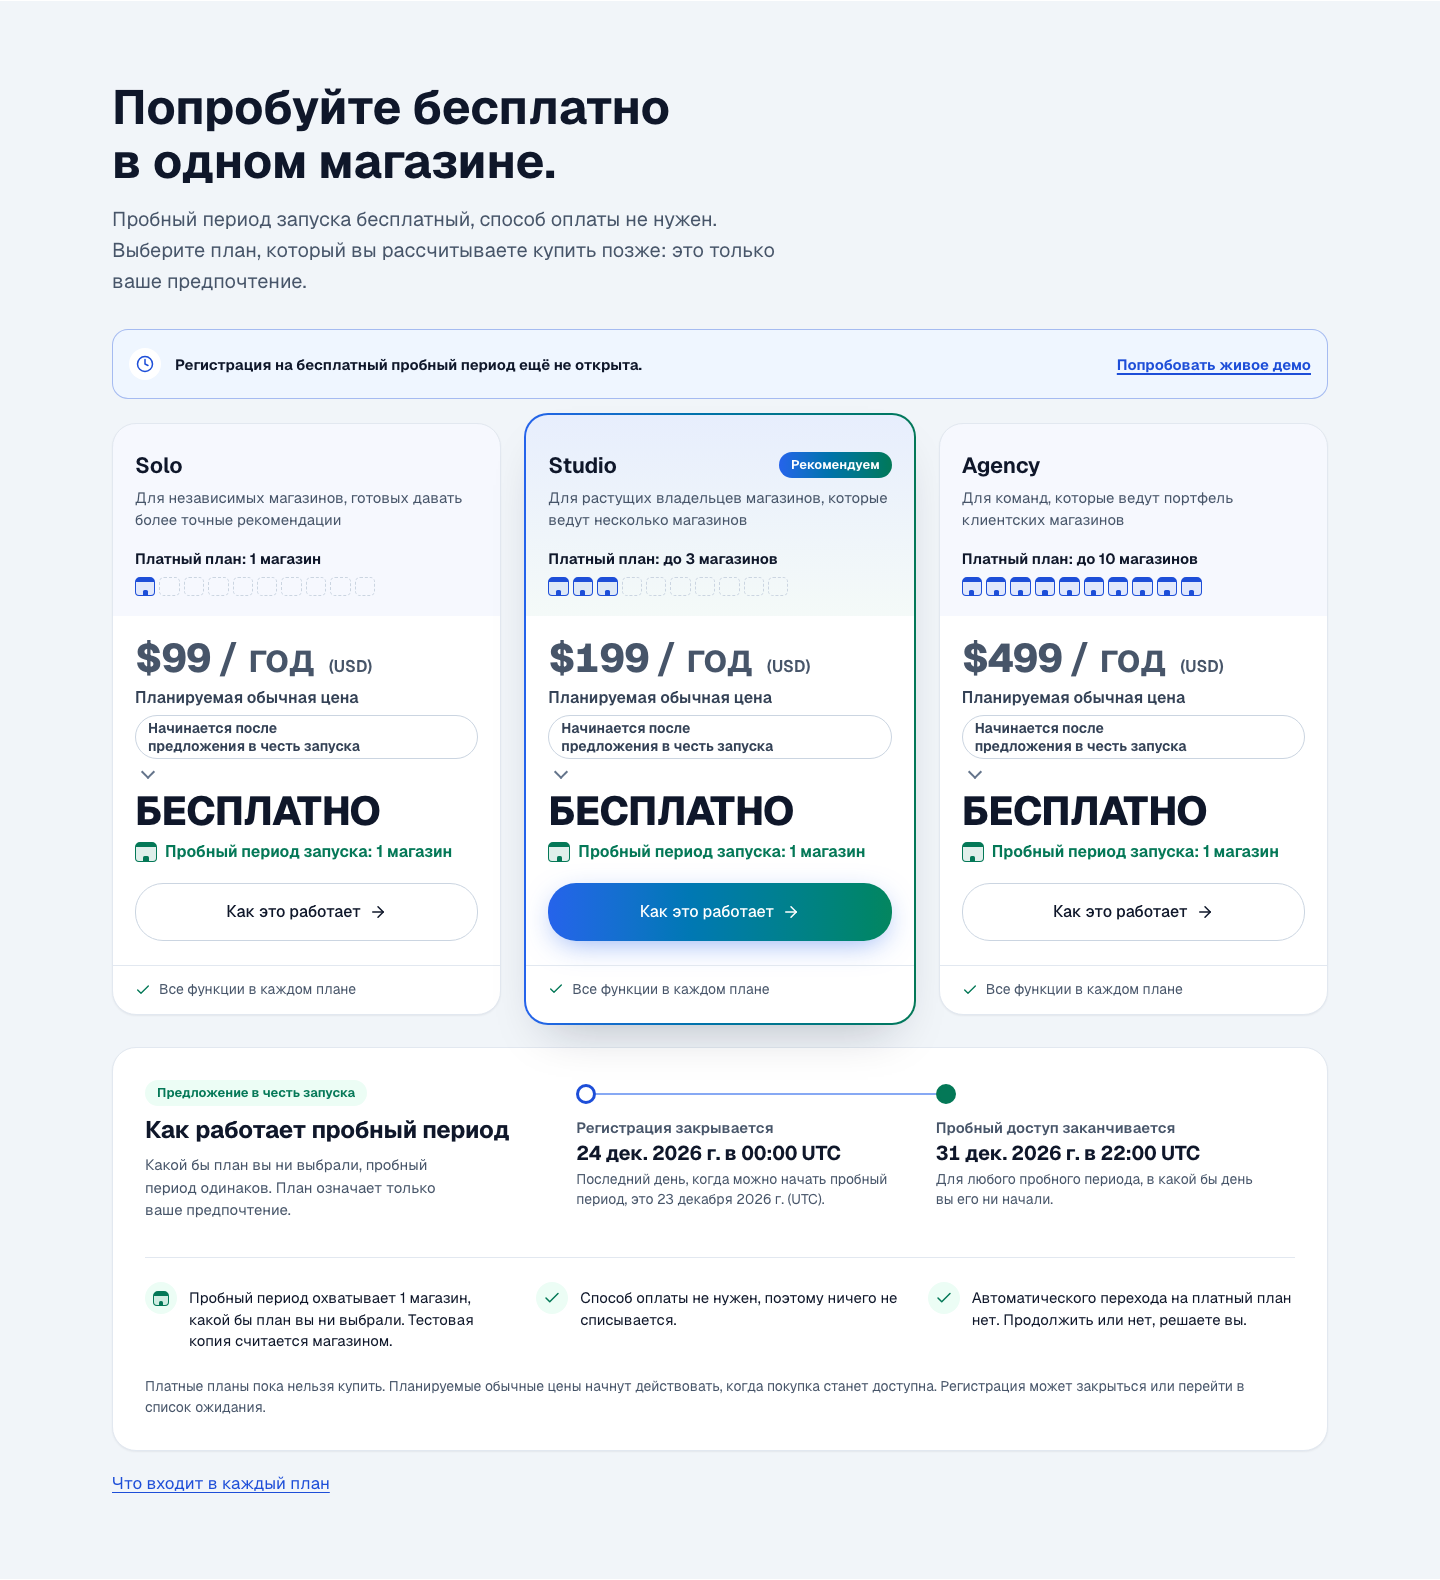 Попробуйте бесплатно
в одном магазине.
Пробный период запуска бесплатный, способ оплаты не нужен.
Выберите план, который вы рассчитываете купить позже: это только
ваше предпочтение.
Регистрация на бесплатный пробный период ещё не открыта.
Попробовать живое демо
Solo
Для независимых магазинов, готовых давать
более точные рекомендации
Платный план: 1 магазин
$99 / год (USD)
Планируемая обычная цена
Начинается после
предложения в честь запуска
БЕСПЛАТНО
Пробный период запуска: 1 магазин
Как это работает
Все функции в каждом плане
Studio
Рекомендуем
Для растущих владельцев магазинов, которые
ведут несколько магазинов
Платный план: до 3 магазинов
$199 / год (USD)
Планируемая обычная цена
Начинается после
предложения в честь запуска
БЕСПЛАТНО
Пробный период запуска: 1 магазин
Как это работает
Все функции в каждом плане
Agency
Для команд, которые ведут портфель
клиентских магазинов
Платный план: до 10 магазинов
$499 / год (USD)
Планируемая обычная цена
Начинается после
предложения в честь запуска
БЕСПЛАТНО
Пробный период запуска: 1 магазин
Как это работает
Все функции в каждом плане
Предложение в честь запуска
Как работает пробный период
Какой бы план вы ни выбрали, пробный
период одинаков. План означает только
ваше предпочтение.
Регистрация закрывается
24 дек. 2026 г. в 00:00 UTC
Последний день, когда можно начать пробный
период, это 23 декабря 2026 г. (UTC).
Пробный доступ заканчивается
31 дек. 2026 г. в 22:00 UTC
Для любого пробного периода, в какой бы день
вы его ни начали.
Пробный период охватывает 1 магазин,
какой бы план вы ни выбрали. Тестовая
копия считается магазином.
Способ оплаты не нужен, поэтому ничего не
списывается.
Автоматического перехода на платный план
нет. Продолжить или нет, решаете вы.
Платные планы пока нельзя купить. Планируемые обычные цены начнут действовать, когда покупка станет доступна. Регистрация может закрыться или перейти в
список ожидания.
Что входит в каждый план